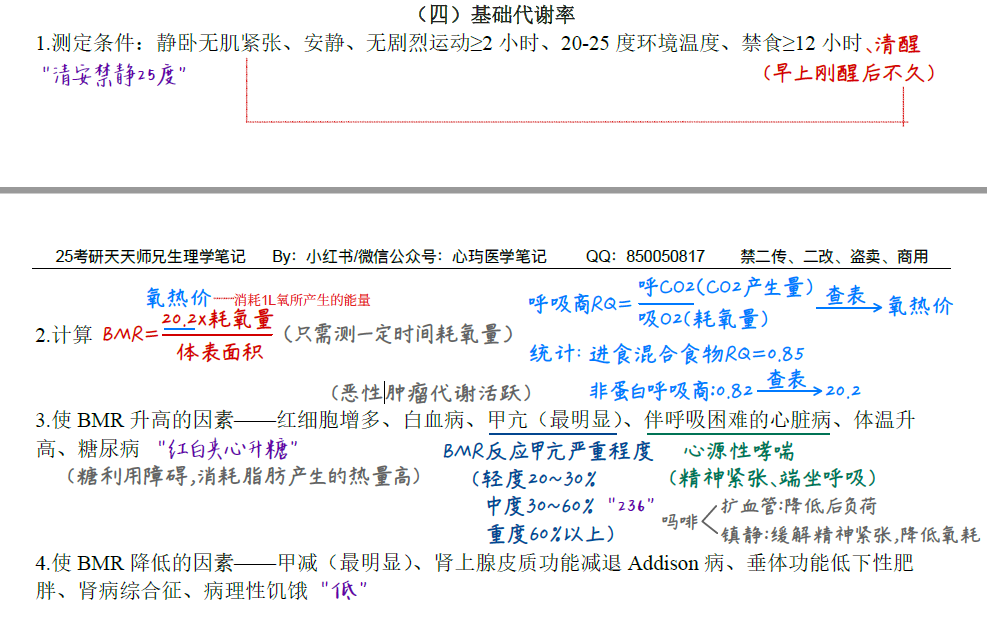 （四）基础代谢率
1.测定条件：静卧无肌紧张、安静、无剧烈运动≥2 小时、20-25 度环境温度、禁食≥12 小时、清醒
"清安禁静25度"
（早上刚醒后不久）
25考研天天师兄生理学笔记 By：小红书/微信公众号：心玙医学笔记 QQ：850050817 禁二传、二改、盗卖、商用
氧热价——消耗1L氧所产生的能量
2.计算 BMR=20.2×耗氧量
体表面积
（只需测一定时间耗氧量）
呼吸商RQ=呼CO2(CO2产生量)
吸O2(耗氧量)
查表
氧热价
统计：进食混合食物RQ=0.85
非蛋白呼吸商:0.82 查表 20.2
（恶性肿瘤代谢活跃）
3.使 BMR 升高的因素——红细胞增多、白血病、甲亢（最明显）、伴呼吸困难的心脏病、体温升
高、糖尿病 "红白夹心升糖"
（糖利用障碍,消耗脂肪产生的热量高）
BMR反应甲亢严重程度
（轻度20~30%
中度30~60% "236"
重度60%以上）
心源性哮喘
（精神紧张、端坐呼吸）
吗啡
扩血管:降低后负荷
镇静:缓解精神紧张,降低氧耗
4.使 BMR 降低的因素——甲减（最明显）、肾上腺皮质功能减退 Addison 病、垂体功能低下性肥
胖、肾病综合征、病理性饥饿 "低"